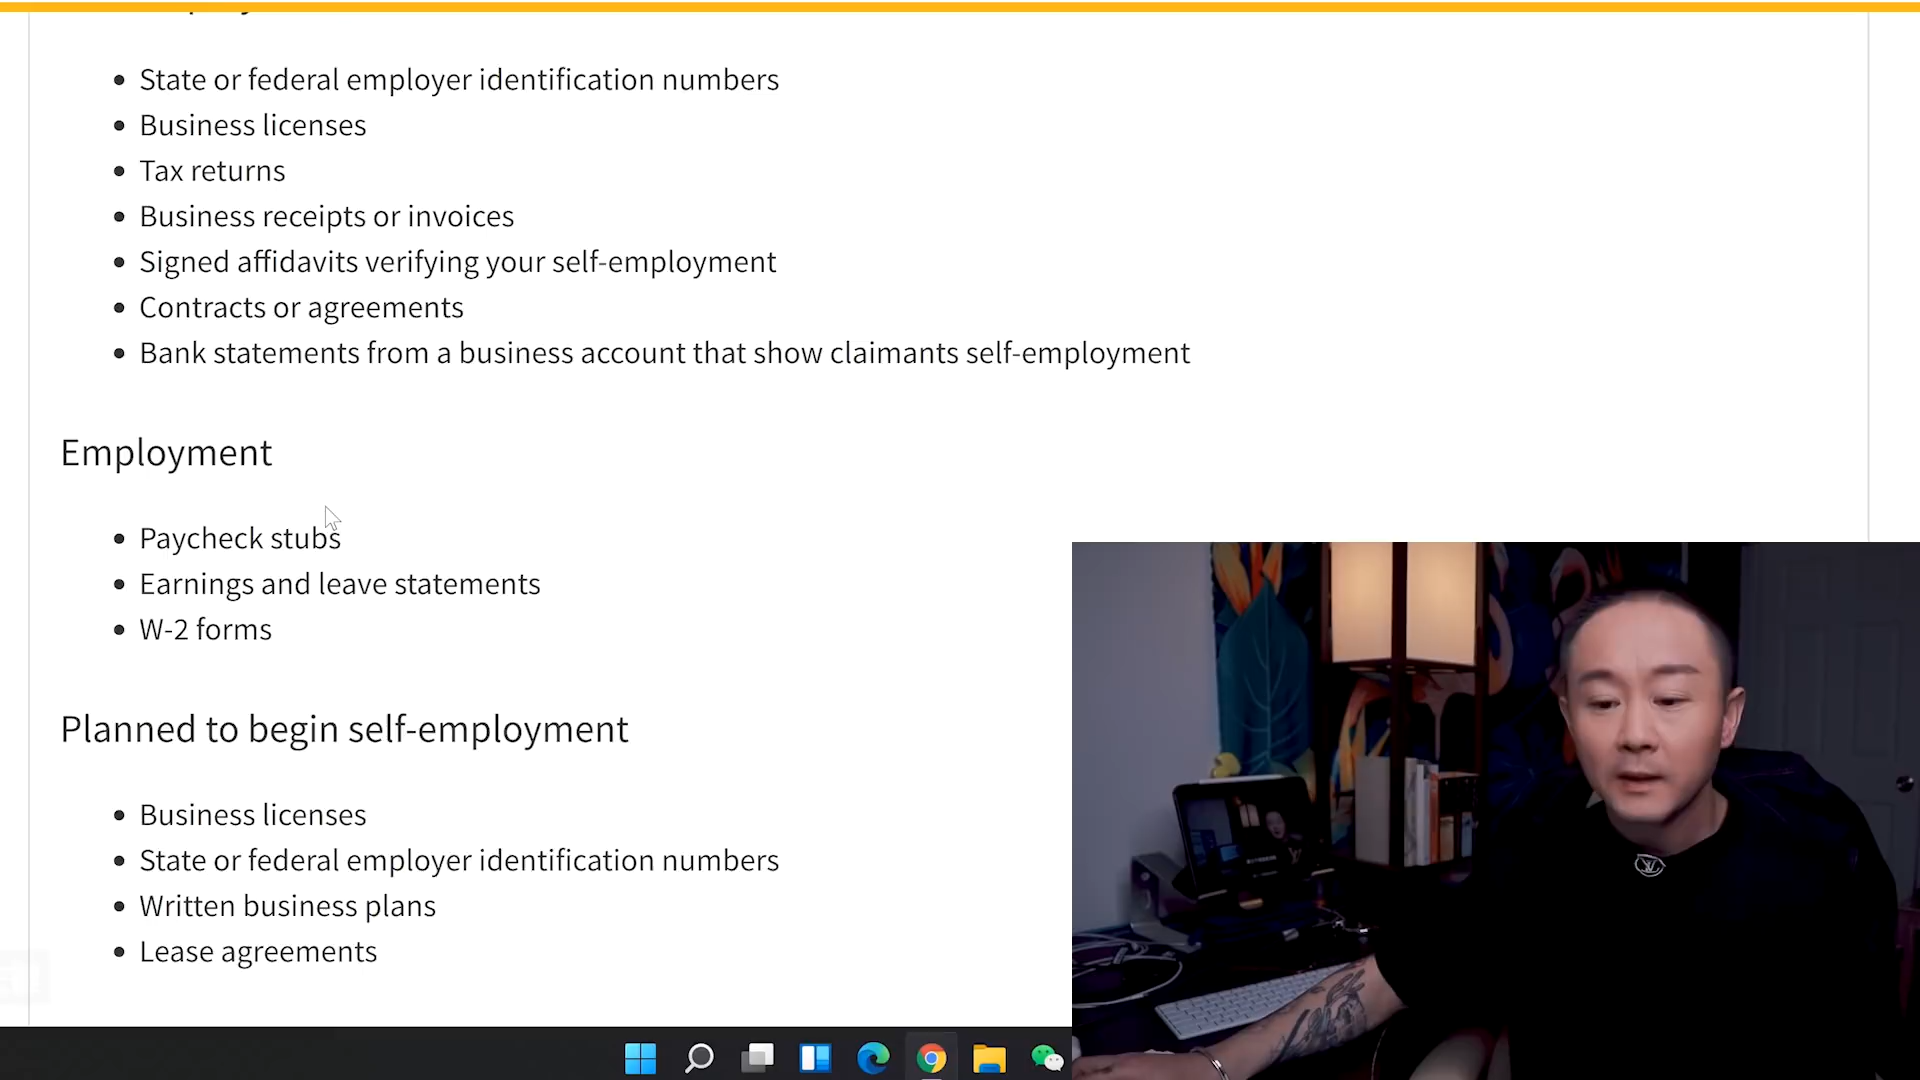 State or federal employer identification numbers
Business licenses
Tax returns
Business receipts or invoices
Signed affidavits verifying your self-employment
Contracts or agreements
Bank statements from a business account that show claimants self-employment
Employment
Paycheck stubs
Earnings and leave statements
W-2 forms
Planned to begin self-employment
Business licenses
State or federal employer identification numbers
Written business plans
Lease agreements